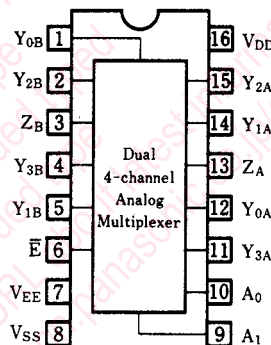 Y0B 1 16 VDD
Y2B 2 15 Y2A
ZB 3 14 Y1A
Y3B 4 13 ZA
Y1B 5 12 Y0A
E̅ 6 11 Y3A
VEE 7 10 A0
VSS 8 9 A1
Dual
4-channel
Analog
Multiplexer